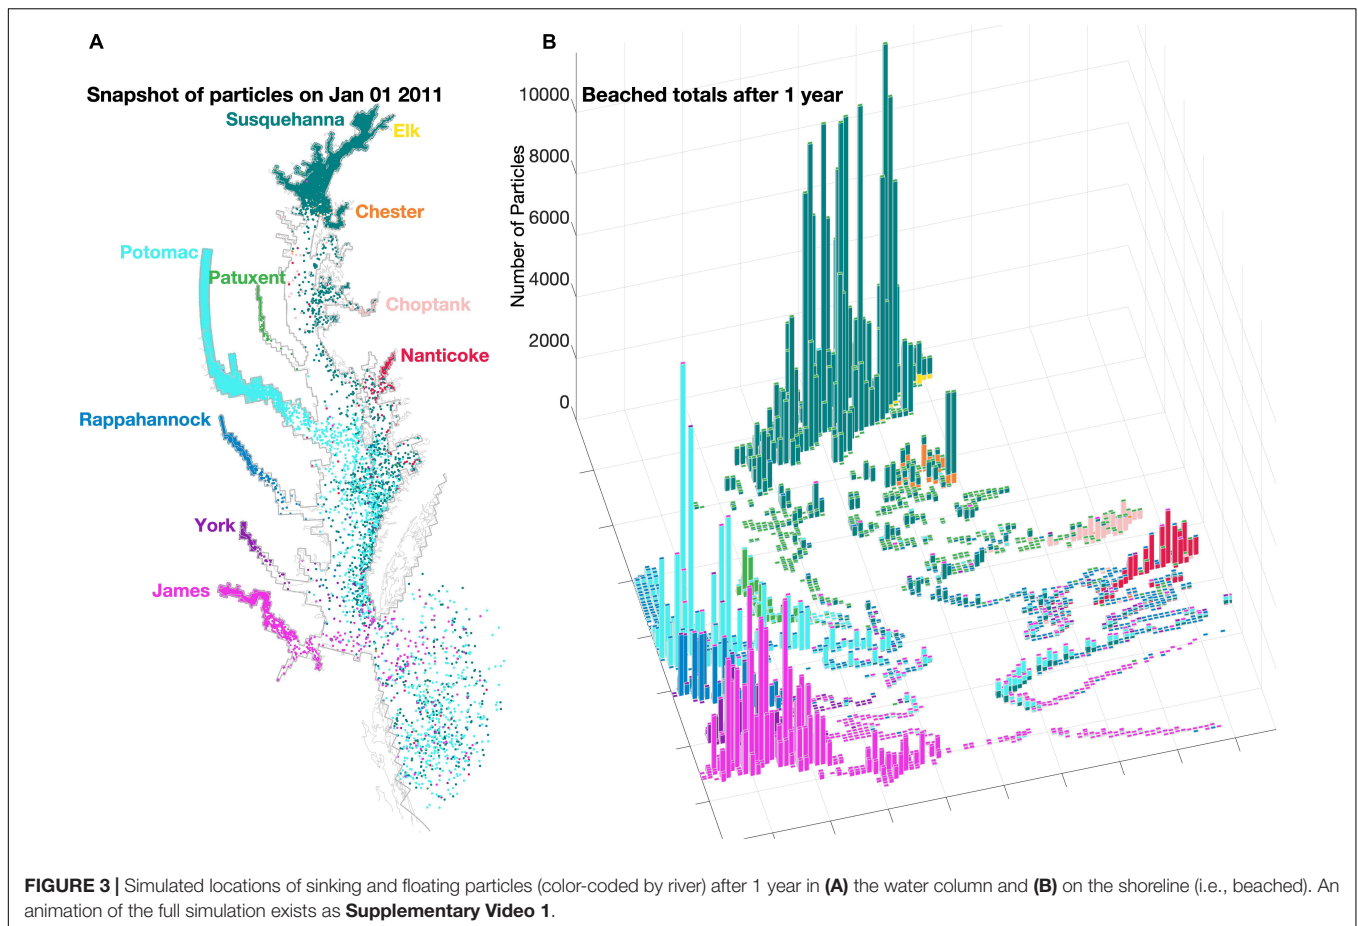 A
B
Snapshot of particles on Jan 01 2011
Beached totals after 1 year
Susquehanna
Elk
Chester
Potomac
Patuxent
Choptank
Nanticoke
Rappahannock
York
James
Number of Particles
10000
8000
6000
4000
2000
0
FIGURE 3 | Simulated locations of sinking and floating particles (color-coded by river) after 1 year in (A) the water column and (B) on the shoreline (i.e., beached). An
animation of the full simulation exists as Supplementary Video 1.